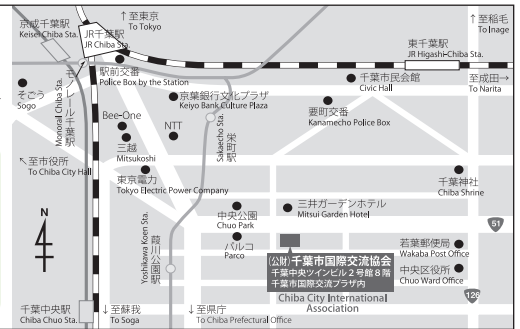 京成千葉駅
Keisei Chiba Sta.
JR千葉駅
JR Chiba Sta.
↑至東京
To Tokyo
↑至稲毛
To Inage
東千葉駅
JR Higashi-Chiba Sta.
駅前交番
Police Box by the Station
モノレール千葉駅
Monorail Chiba Sta.
そごう
Sogo
千葉市民会館
Civic Hall
至成田→
To Narita
京葉銀行文化プラザ
Keiyo Bank Culture Plaza
要町交番
Kanamecho Police Box
Bee-One
NTT
栄町駅
Sakaecho Sta.
三越
Mitsukoshi
↖至市役所
To Chiba City Hall
東京電力
Tokyo Electric Power Company
千葉神社
Chiba Shrine
N
中央公園
Chuo Park
三井ガーデンホテル
Mitsui Garden Hotel
51
パルコ
Parco
葭川公園駅
Yoshikawa Koen Sta.
(公財)千葉市国際交流協会
千葉中央ツインビル2号館8階
千葉市国際交流プラザ内
Chiba City International
Association
若葉郵便局
Wakaba Post Office
中央区役所
Chuo Ward Office
126
千葉中央駅
Chiba Chuo Sta.
↓至蘇我
To Soga
↓至県庁
To Chiba Prefectural Office